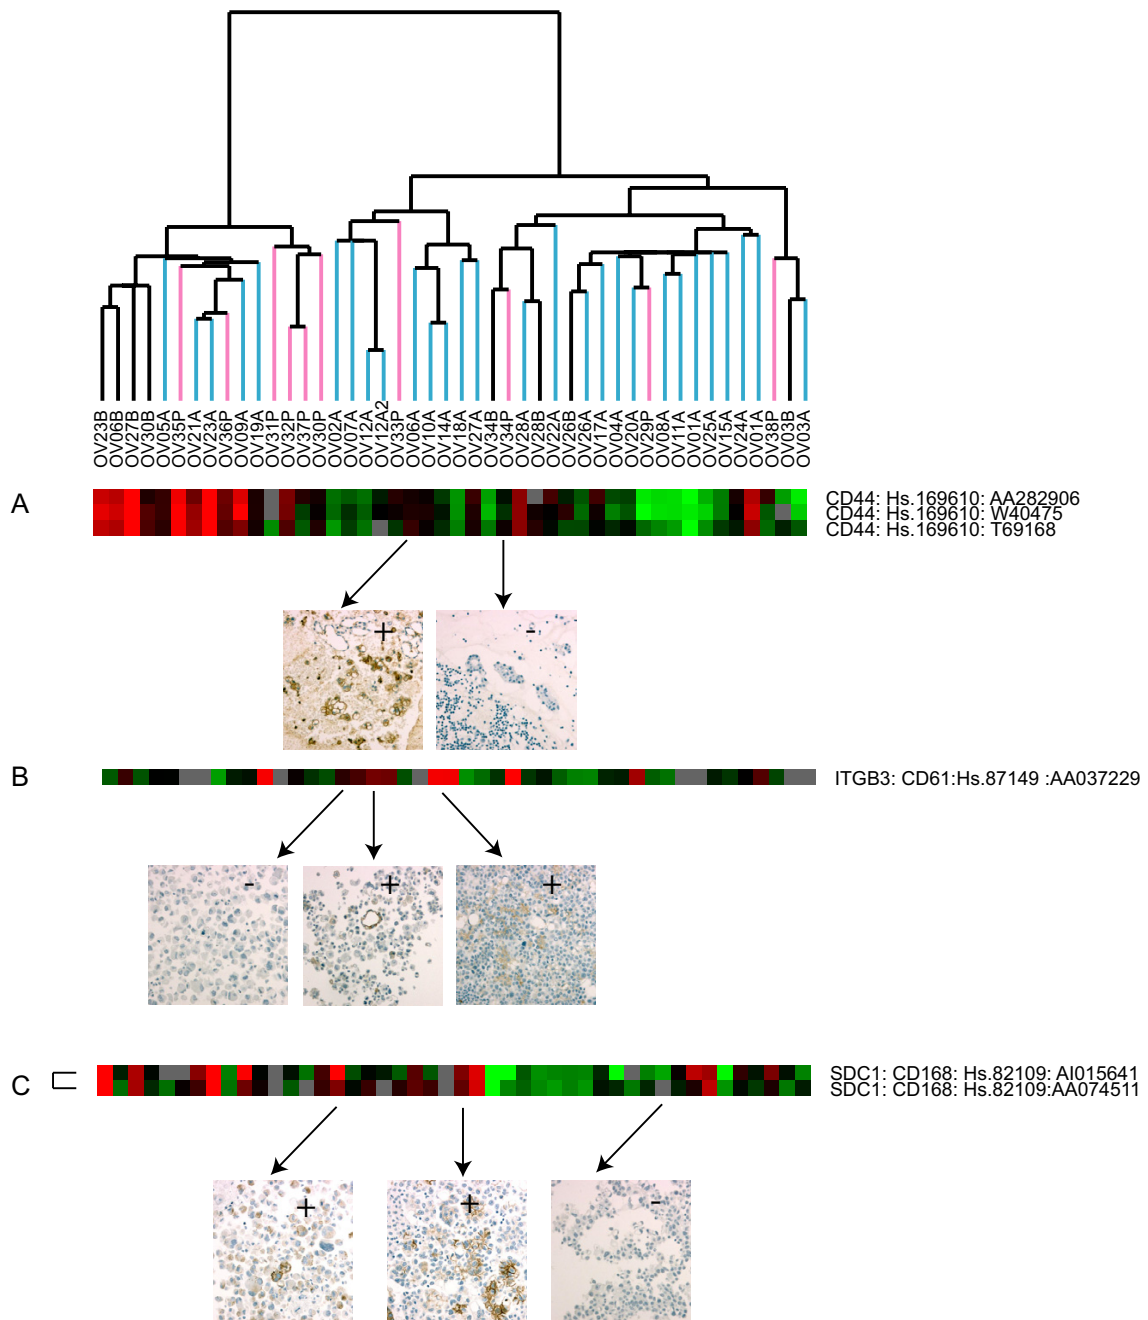 OV23B
OV06B
OV27B
OV30B
OV05A
OV35P
OV21A
OV23A
OV36P
OV09A
OV19A
OV31P
OV32P
OV37P
OV30P
OV02A
OV07A
OV12A
OV12A2
OV33P
OV06A
OV10A
OV14A
OV18A
OV27A
OV34B
OV34P
OV28A
OV28B
OV22A
OV26B
OV26A
OV17A
OV04A
OV20A
OV29P
OV08A
OV11A
OV01A
OV25A
OV15A
OV24A
OV01A
OV38P
OV03B
OV03A
A
CD44: Hs.169610: AA282906
CD44: Hs.169610: W40475
CD44: Hs.169610: T69168
+ -
B
ITGB3: CD61:Hs.87149 :AA037229
- + +
C
SDC1: CD168: Hs.82109: AI015641
SDC1: CD168: Hs.82109:AA074511
+ + -